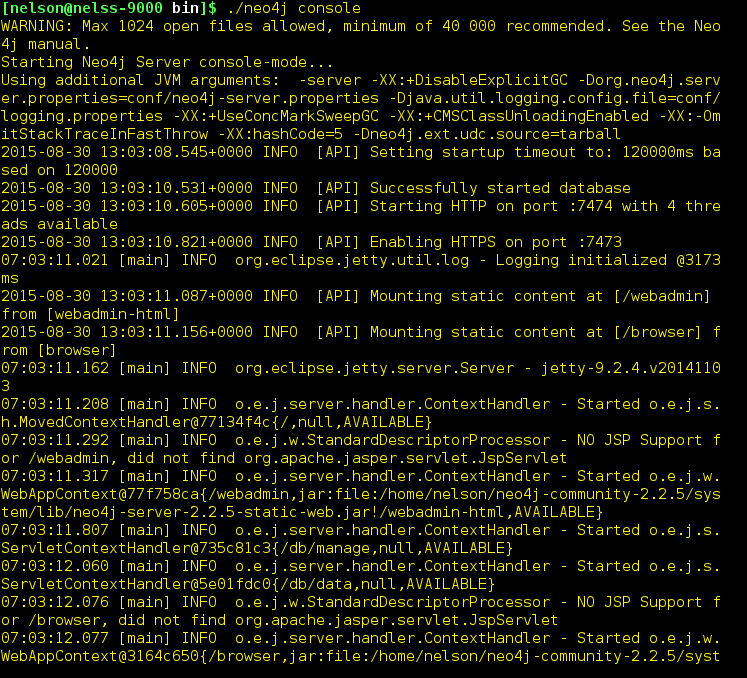 [nelson@nelss-9000 bin]$ ./neo4j console
WARNING: Max 1024 open files allowed, minimum of 40 000 recommended. See the Neo
4j manual.
Starting Neo4j Server console-mode...
Using additional JVM arguments:  -server -XX:+DisableExplicitGC -Dorg.neo4j.serv
er.properties=conf/neo4j-server.properties -Djava.util.logging.config.file=conf/
logging.properties -XX:+UseConcMarkSweepGC -XX:+CMSClassUnloadingEnabled -XX:-Om
itStackTraceInFastThrow -XX:hashCode=5 -Dneo4j.ext.udc.source=tarball
2015-08-30 13:03:08.545+0000 INFO  [API] Setting startup timeout to: 120000ms ba
sed on 120000
2015-08-30 13:03:10.531+0000 INFO  [API] Successfully started database
2015-08-30 13:03:10.605+0000 INFO  [API] Starting HTTP on port :7474 with 4 thre
ads available
2015-08-30 13:03:10.821+0000 INFO  [API] Enabling HTTPS on port :7473
07:03:11.021 [main] INFO  org.eclipse.jetty.util.log - Logging initialized @3173
ms
2015-08-30 13:03:11.087+0000 INFO  [API] Mounting static content at [/webadmin]
from [webadmin-html]
2015-08-30 13:03:11.156+0000 INFO  [API] Mounting static content at [/browser] f
rom [browser]
07:03:11.162 [main] INFO  org.eclipse.jetty.server.Server - jetty-9.2.4.v2014110
3
07:03:11.208 [main] INFO  o.e.j.server.handler.ContextHandler - Started o.e.j.s.
h.MovedContextHandler@77134f4c{/,null,AVAILABLE}
07:03:11.292 [main] INFO  o.e.j.w.StandardDescriptorProcessor - NO JSP Support f
or /webadmin, did not find org.apache.jasper.servlet.JspServlet
07:03:11.317 [main] INFO  o.e.j.server.handler.ContextHandler - Started o.e.j.w.
WebAppContext@77f758ca{/webadmin,jar:file:/home/nelson/neo4j-community-2.2.5/sys
tem/lib/neo4j-server-2.2.5-static-web.jar!/webadmin-html,AVAILABLE}
07:03:11.807 [main] INFO  o.e.j.server.handler.ContextHandler - Started o.e.j.s.
ServletContextHandler@735c81c3{/db/manage,null,AVAILABLE}
07:03:12.060 [main] INFO  o.e.j.server.handler.ContextHandler - Started o.e.j.s.
ServletContextHandler@5e01fdc0{/db/data,null,AVAILABLE}
07:03:12.076 [main] INFO  o.e.j.w.StandardDescriptorProcessor - NO JSP Support f
or /browser, did not find org.apache.jasper.servlet.JspServlet
07:03:12.077 [main] INFO  o.e.j.server.handler.ContextHandler - Started o.e.j.w.
WebAppContext@3164c650{/browser,jar:file:/home/nelson/neo4j-community-2.2.5/syst